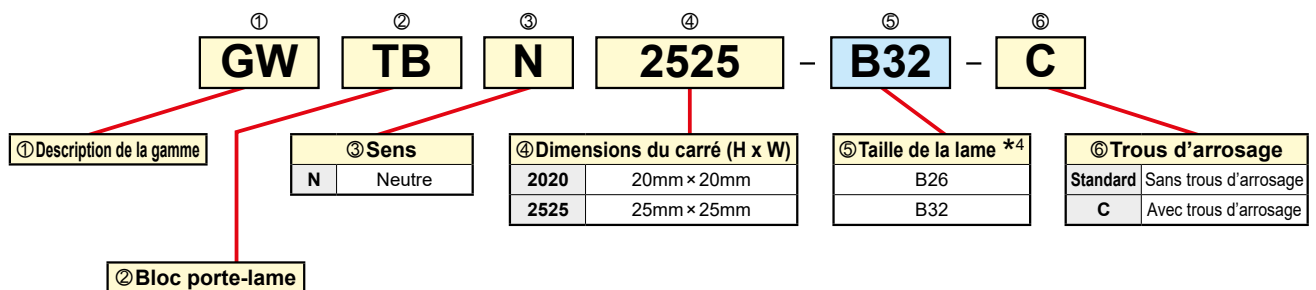 ① ② ③ ④ ⑤ ⑥
GW TB N 2525 – B32 – C
①Description de la gamme
③Sens
N Neutre
④Dimensions du carré (H x W)
2020 20mm×20mm
2525 25mm×25mm
⑤Taille de la lame *4
B26
B32
⑥Trous d'arrosage
Standard Sans trous d'arrosage
C Avec trous d'arrosage
②Bloc porte-lame